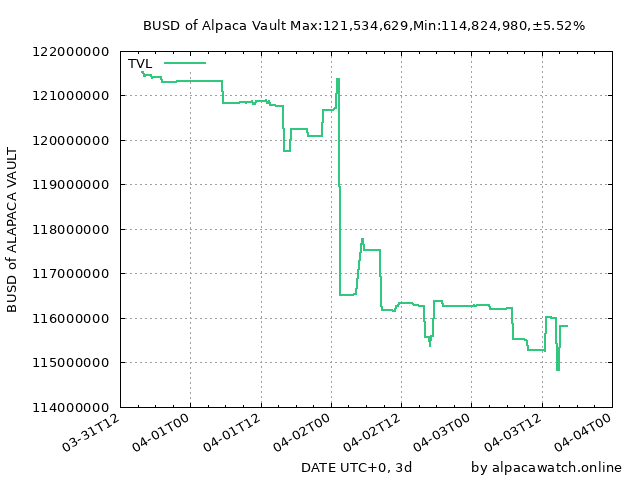 BUSD of Alpaca Vault Max:121,534,629,Min:114,824,980,±5.52%
TVL
122000000
121000000
120000000
119000000
118000000
117000000
116000000
115000000
114000000
BUSD of ALAPACA VAULT
03-31T12
04-01T00
04-01T12
04-02T00
04-02T12
04-03T00
04-03T12
04-04T00
DATE UTC+0, 3d
by alpacawatch.online